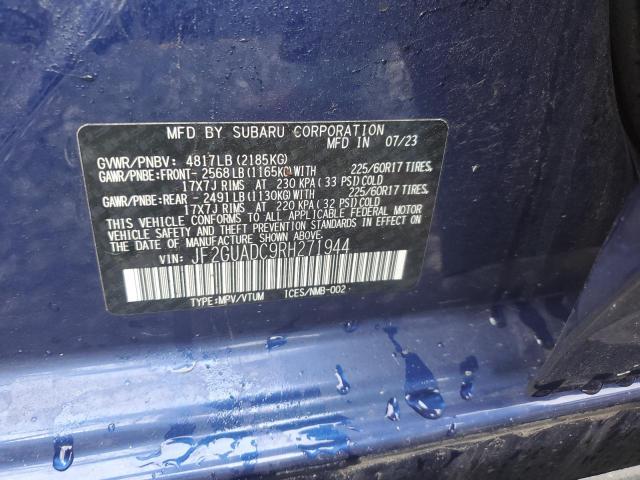 MFD BY SUBARU CORPORATION
MFD IN 07/23
GVWR/PNBV: 4817LB (2185KG)
GAWR/PNBE:FRONT- 2568LB(1165KG)WITH 225/60R17 TIRES,
17X7J RIMS AT 230 KPA (33 PSI)COLD
GAWR/PNBE:REAR - 2491LB(1130KG)WITH 225/60R17 TIRES,
17X7J RIMS AT 220 KPA (32 PSI)COLD
THIS VEHICLE CONFORMS TO ALL APPLICABLE FEDERAL MOTOR
VEHICLE SAFETY STANDARDS IN EFFECT
ON THE DATE OF MANUFACTURE SHOWN ABOVE.
VIN: JF2GUADC9RH271944
TYPE:MPV/VTUM ICES/NMB-002